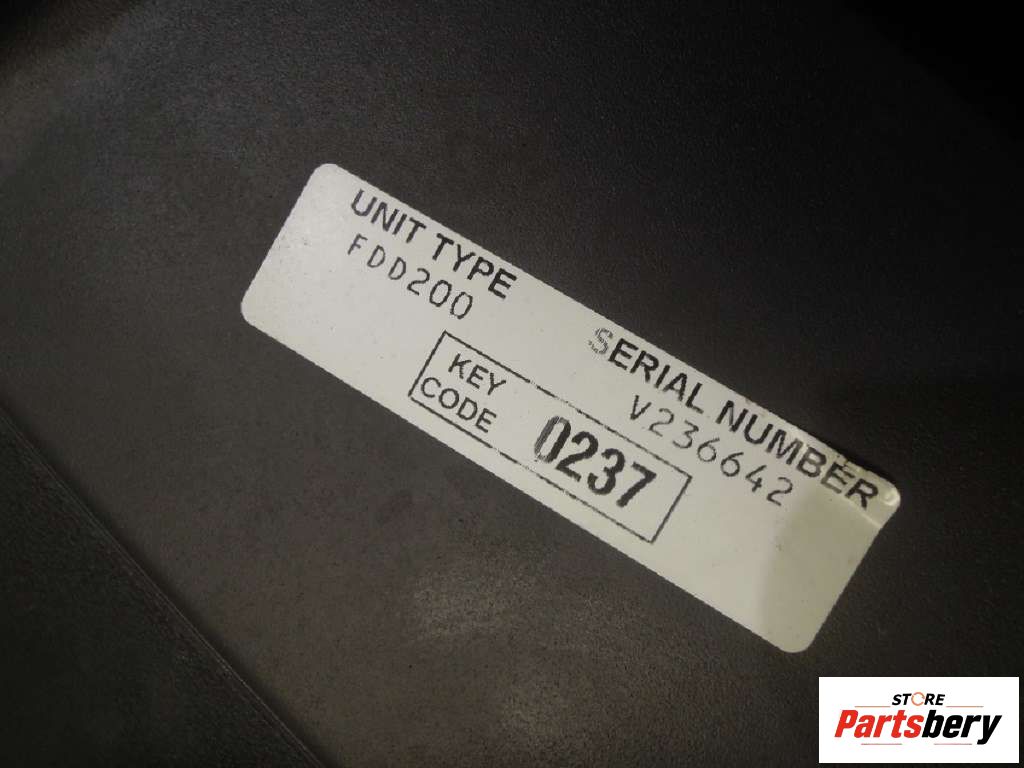 UNIT TYPE
FDD200
SERIAL NUMBER
V236642
KEY
CODE
0237
STORE
Partsbery